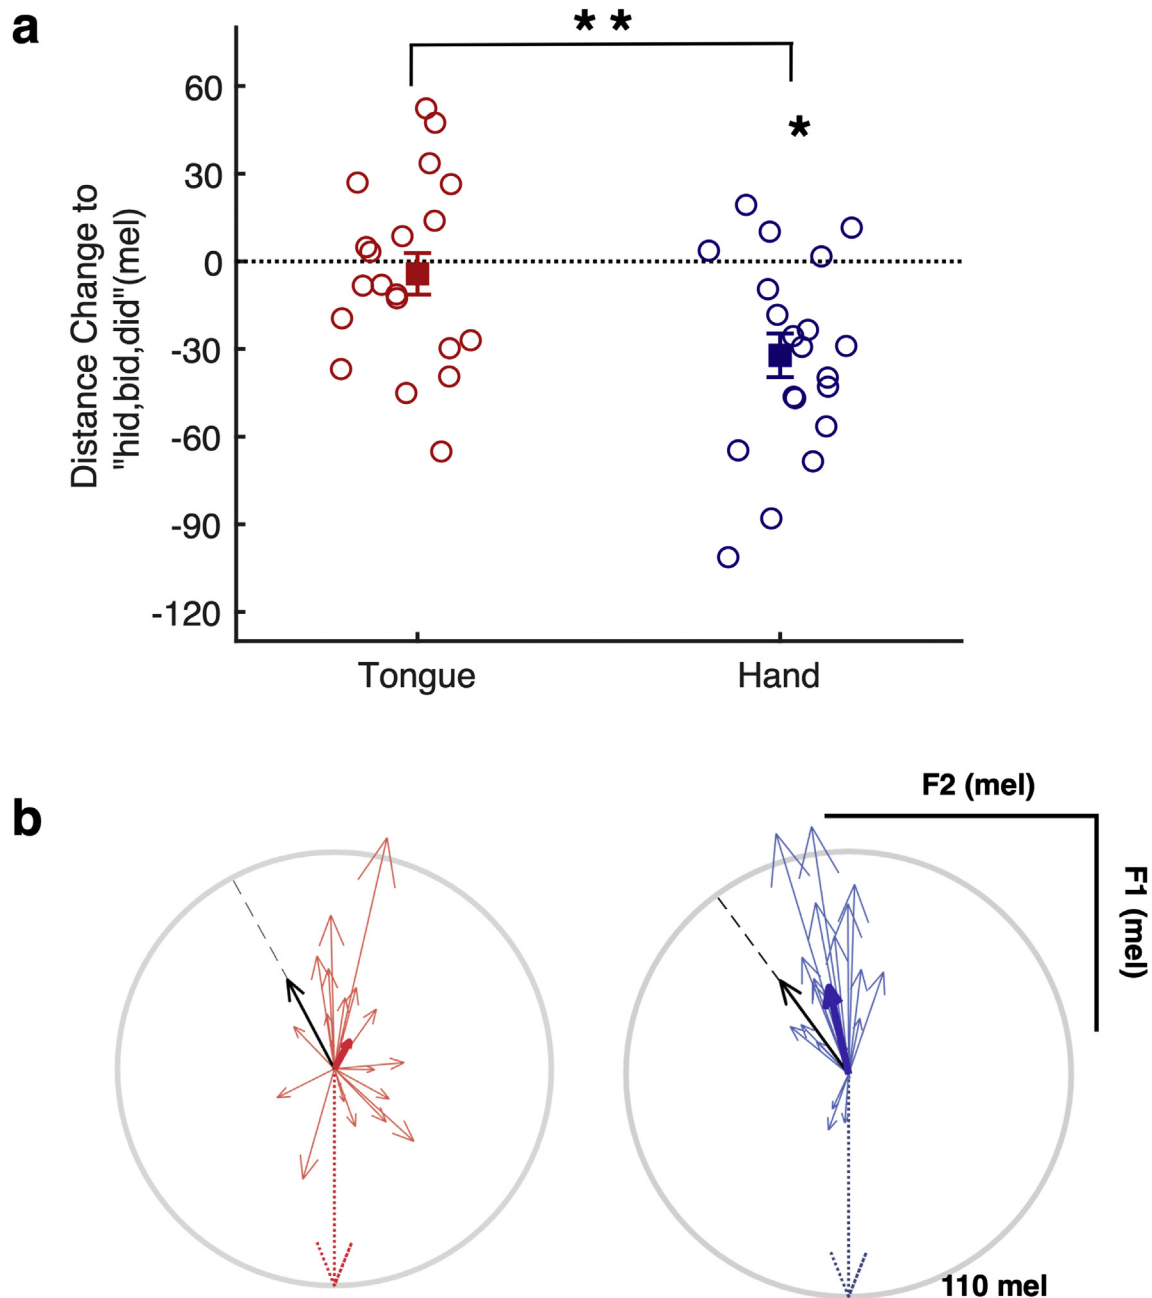 a
* *
*
60
30
0
-30
-60
-90
-120
Distance Change to
"hid,bid,did"(mel)
Tongue
Hand
b
F2 (mel)
F1 (mel)
110 mel